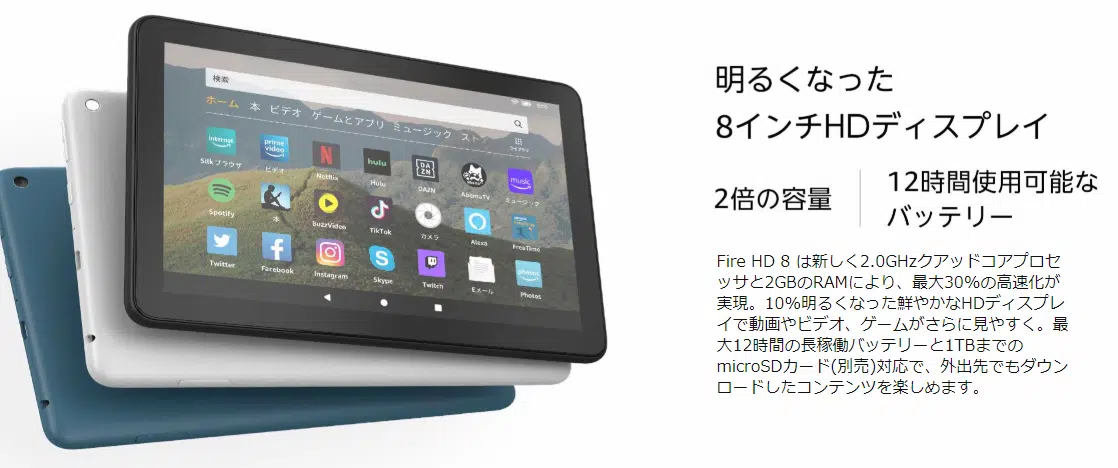 明るくなった
8インチHDディスプレイ
2倍の容量
12時間使用可能な
バッテリー
Fire HD 8 は新しく2.0GHzクアッドコアプロセ
ッサと2GBのRAMにより、最大30%の高速化が
実現。10%明るくなった鮮やかなHDディスプレ
イで動画やビデオ、ゲームがさらに見やすく。最
大12時間の長稼働バッテリーと1TBまでの
microSDカード(別売)対応で、外出先でもダウン
ロードしたコンテンツを楽しめます。
検索
ホーム 本 ビデオ ゲームとアプリ ミュージック スト
ライブラリ
internet
prime video
N
hulu
DAZN
music
Silk ブラウザ ビデオ Netflix Hulu DAZN AbemaTV ミュージック
Spotify 本 BuzzVideo TikTok カメラ Alexa FreeTime
photos
Twitter Facebook Instagram Skype Twitch Eメール Photos